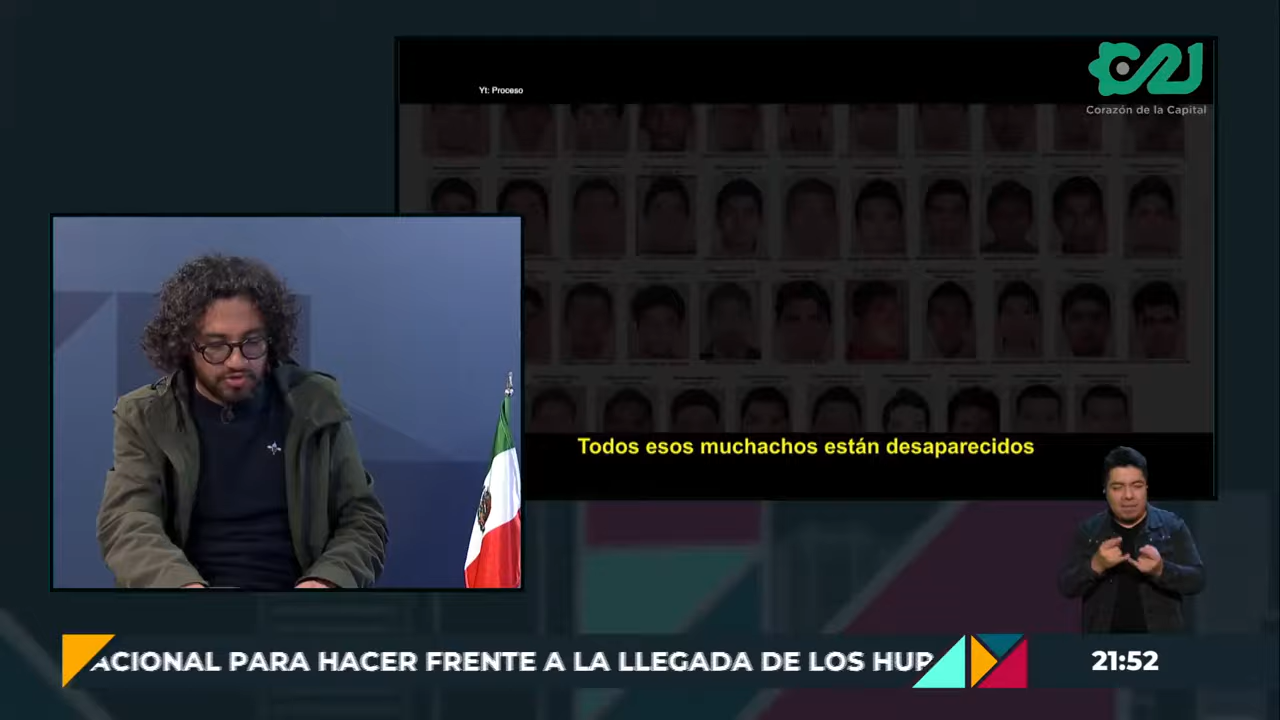 Yt: Proceso
C21
Corazón de la Capital
Todos esos muchachos están desaparecidos
ACIONAL PARA HACER FRENTE A LA LLEGADA DE LOS HUR
21:52